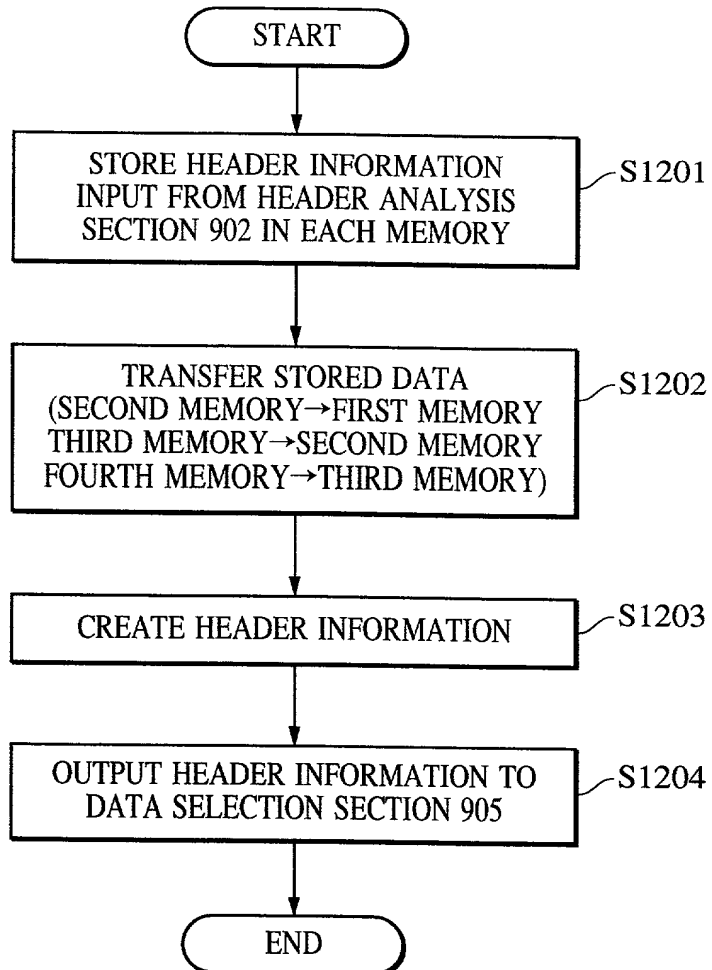 START
STORE HEADER INFORMATION
INPUT FROM HEADER ANALYSIS
SECTION 902 IN EACH MEMORY
S1201
TRANSFER STORED DATA
(SECOND MEMORY→FIRST MEMORY
THIRD MEMORY→SECOND MEMORY
FOURTH MEMORY→THIRD MEMORY)
S1202
CREATE HEADER INFORMATION
S1203
OUTPUT HEADER INFORMATION TO
DATA SELECTION SECTION 905
S1204
END